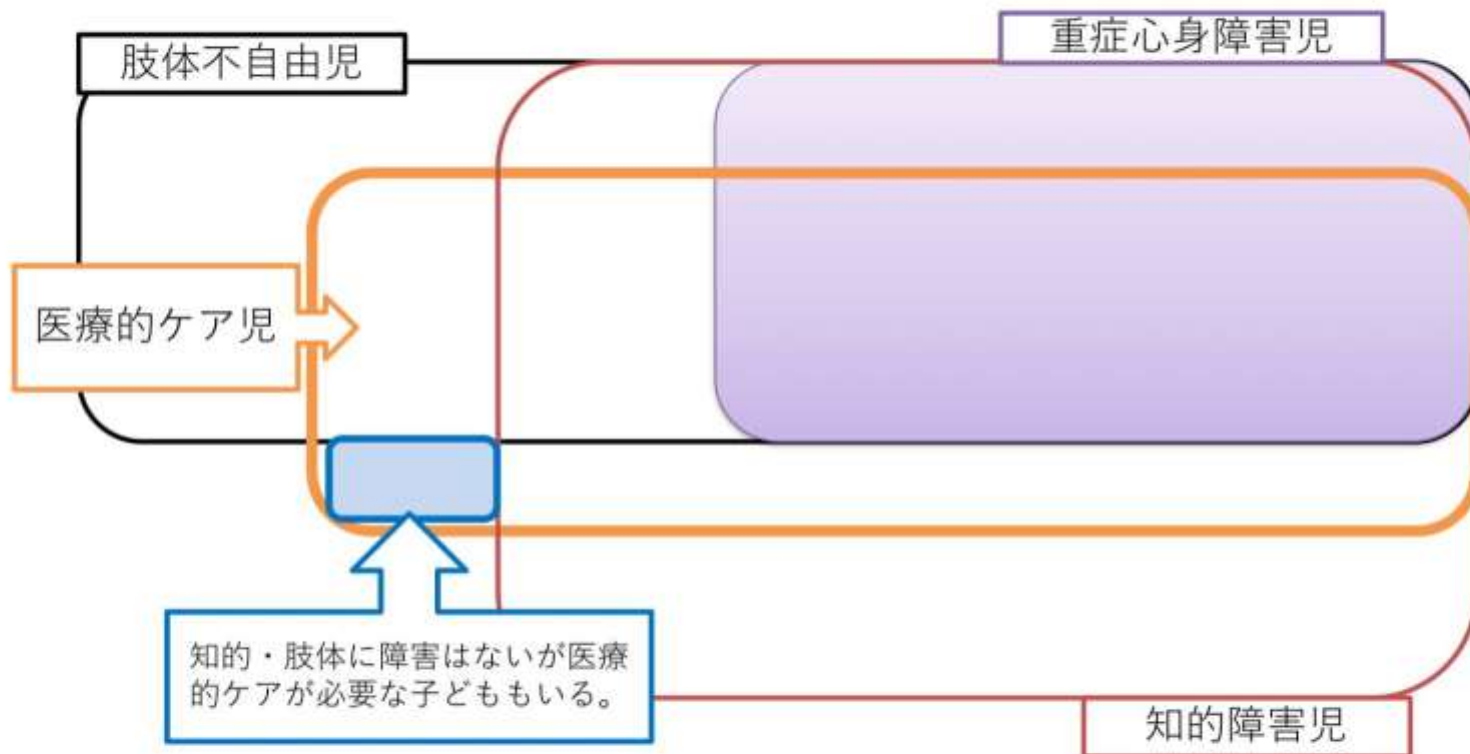 肢体不自由児
重症心身障害児
医療的ケア児
知的・肢体に障害はないが医療
的ケアが必要な子どももいる。
知的障害児